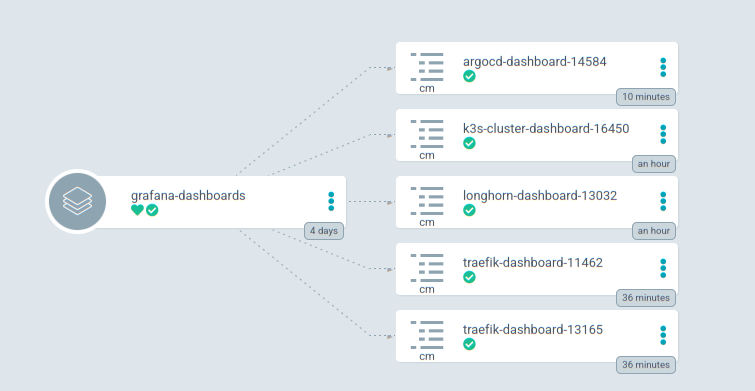 argocd-dashboard-14584
cm
10 minutes
k3s-cluster-dashboard-16450
cm
an hour
grafana-dashboards
4 days
longhorn-dashboard-13032
cm
an hour
traefik-dashboard-11462
cm
36 minutes
traefik-dashboard-13165
cm
36 minutes